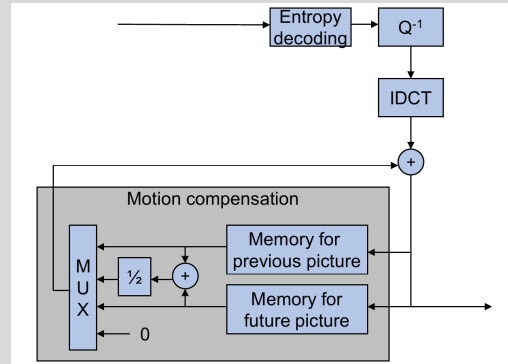 Entropy
decoding
Q⁻¹
IDCT
+
Motion compensation
Memory for
previous picture
M
U
X
½
+
Memory for
future picture
0